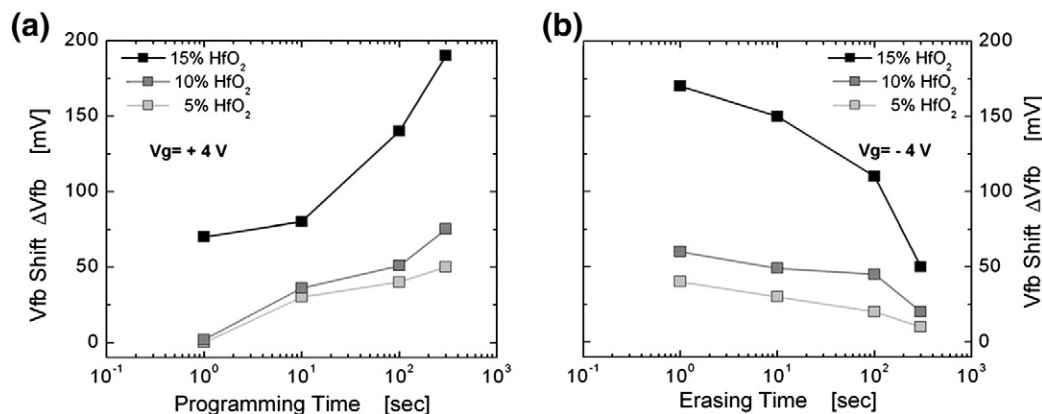 (a)
200
150
100
50
0
Vfb Shift ΔVfb [mV]
15% HfO₂
10% HfO₂
5% HfO₂
Vg= + 4 V
10⁻¹ 10⁰ 10¹ 10² 10³
Programming Time [sec]
(b)
15% HfO₂
10% HfO₂
5% HfO₂
Vg= - 4 V
200
150
100
50
0
Vfb Shift ΔVfb [mV]
10⁻¹ 10⁰ 10¹ 10² 10³
Erasing Time [sec]